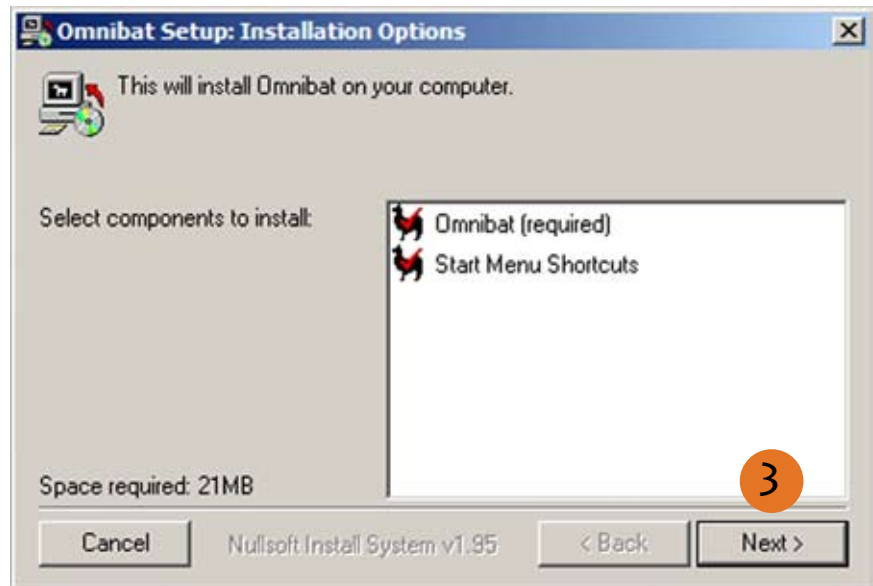 Omnibat Setup: Installation Options
This will install Omnibat on your computer.
Select components to install:
Omnibat (required)
Start Menu Shortcuts
Space required: 21MB
3
Cancel
Nullsoft Install System v1.95
< Back
Next >